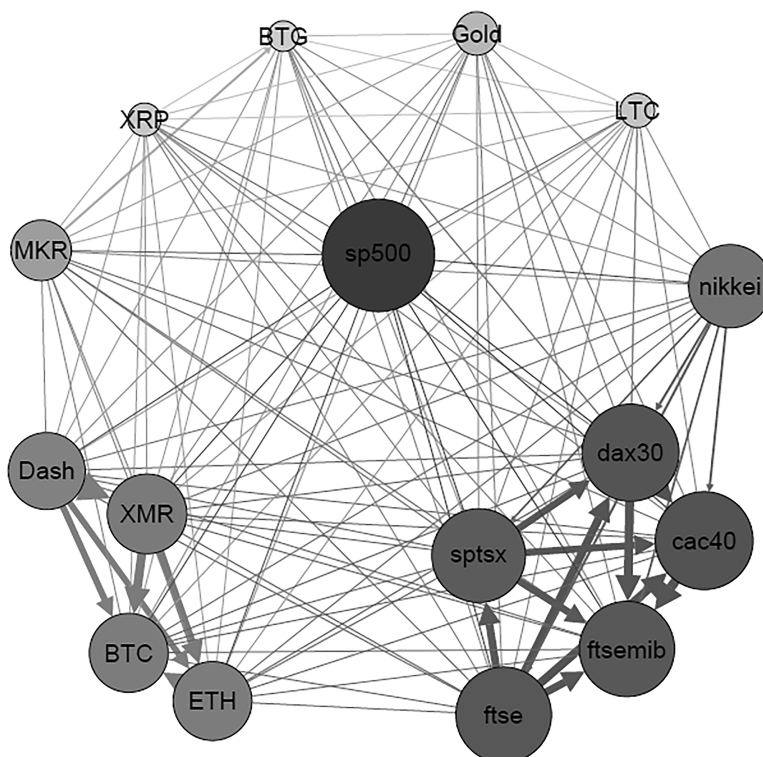 BTG
Gold
XRP
LTC
MKR
sp500
nikkei
Dash
dax30
XMR
sptsx
cac40
BTC
ftsemib
ETH
ftse